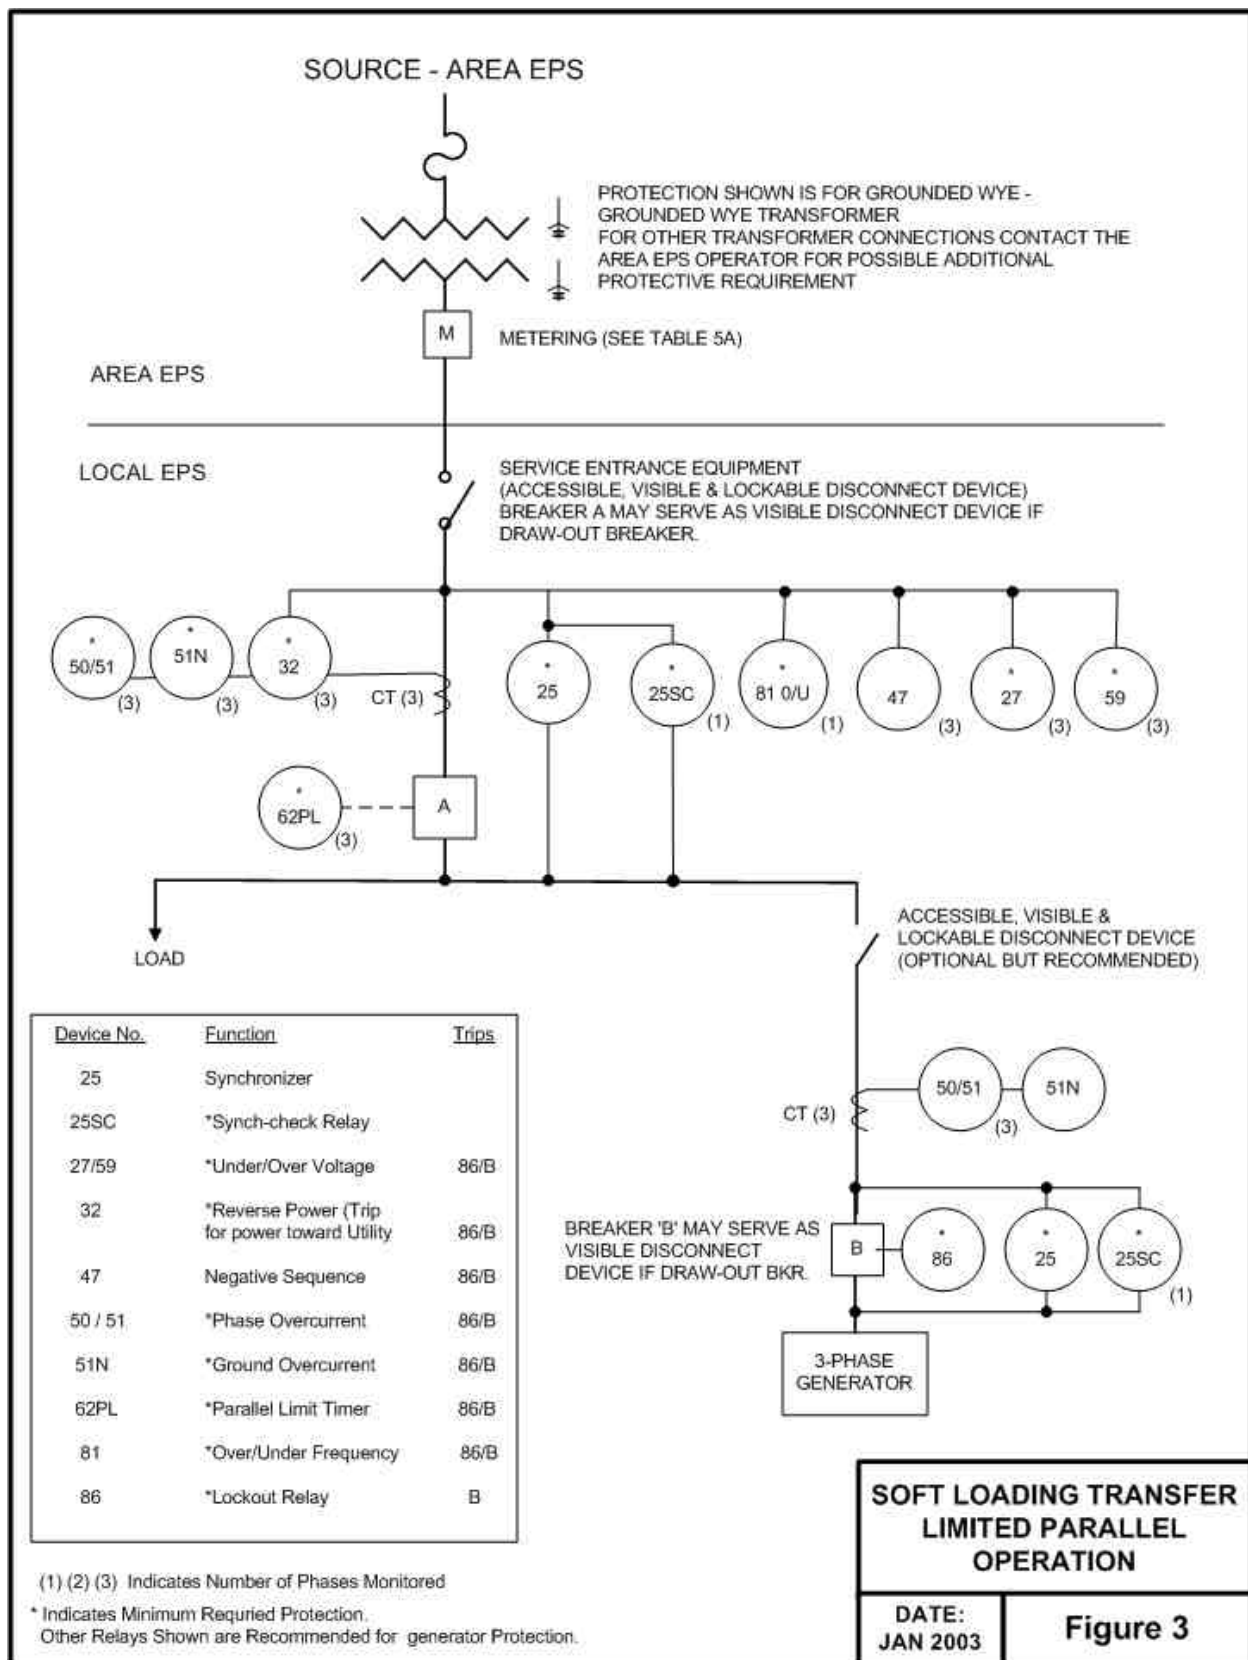 SOURCE - AREA EPS
PROTECTION SHOWN IS FOR GROUNDED WYE -
GROUNDED WYE TRANSFORMER
FOR OTHER TRANSFORMER CONNECTIONS CONTACT THE
AREA EPS OPERATOR FOR POSSIBLE ADDITIONAL
PROTECTIVE REQUIREMENT
M
METERING (SEE TABLE 5A)
AREA EPS
LOCAL EPS
SERVICE ENTRANCE EQUIPMENT
(ACCESSIBLE, VISIBLE & LOCKABLE DISCONNECT DEVICE)
BREAKER A MAY SERVE AS VISIBLE DISCONNECT DEVICE IF
DRAW-OUT BREAKER.
* 50/51 (3)
* 51N (3)
* 32 (3)
CT (3)
* 25
* 25SC (1)
* 81 0/U (1)
47 (3)
* 27 (3)
* 59 (3)
* 62PL (3)
A
LOAD
ACCESSIBLE, VISIBLE &
LOCKABLE DISCONNECT DEVICE
(OPTIONAL BUT RECOMMENDED)
CT (3)
50/51 (3)
51N
BREAKER 'B' MAY SERVE AS
VISIBLE DISCONNECT
DEVICE IF DRAW-OUT BKR.
B
* 86
* 25
* 25SC (1)
3-PHASE
GENERATOR
Device No. Function Trips
25 Synchronizer
25SC *Synch-check Relay
27/59 *Under/Over Voltage 86/B
32 *Reverse Power (Trip
for power toward Utility 86/B
47 Negative Sequence 86/B
50 / 51 *Phase Overcurrent 86/B
51N *Ground Overcurrent 86/B
62PL *Parallel Limit Timer 86/B
81 *Over/Under Frequency 86/B
86 *Lockout Relay B
(1) (2) (3) Indicates Number of Phases Monitored
* Indicates Minimum Requried Protection.
Other Relays Shown are Recommended for generator Protection.
SOFT LOADING TRANSFER
LIMITED PARALLEL
OPERATION
DATE:
JAN 2003
Figure 3